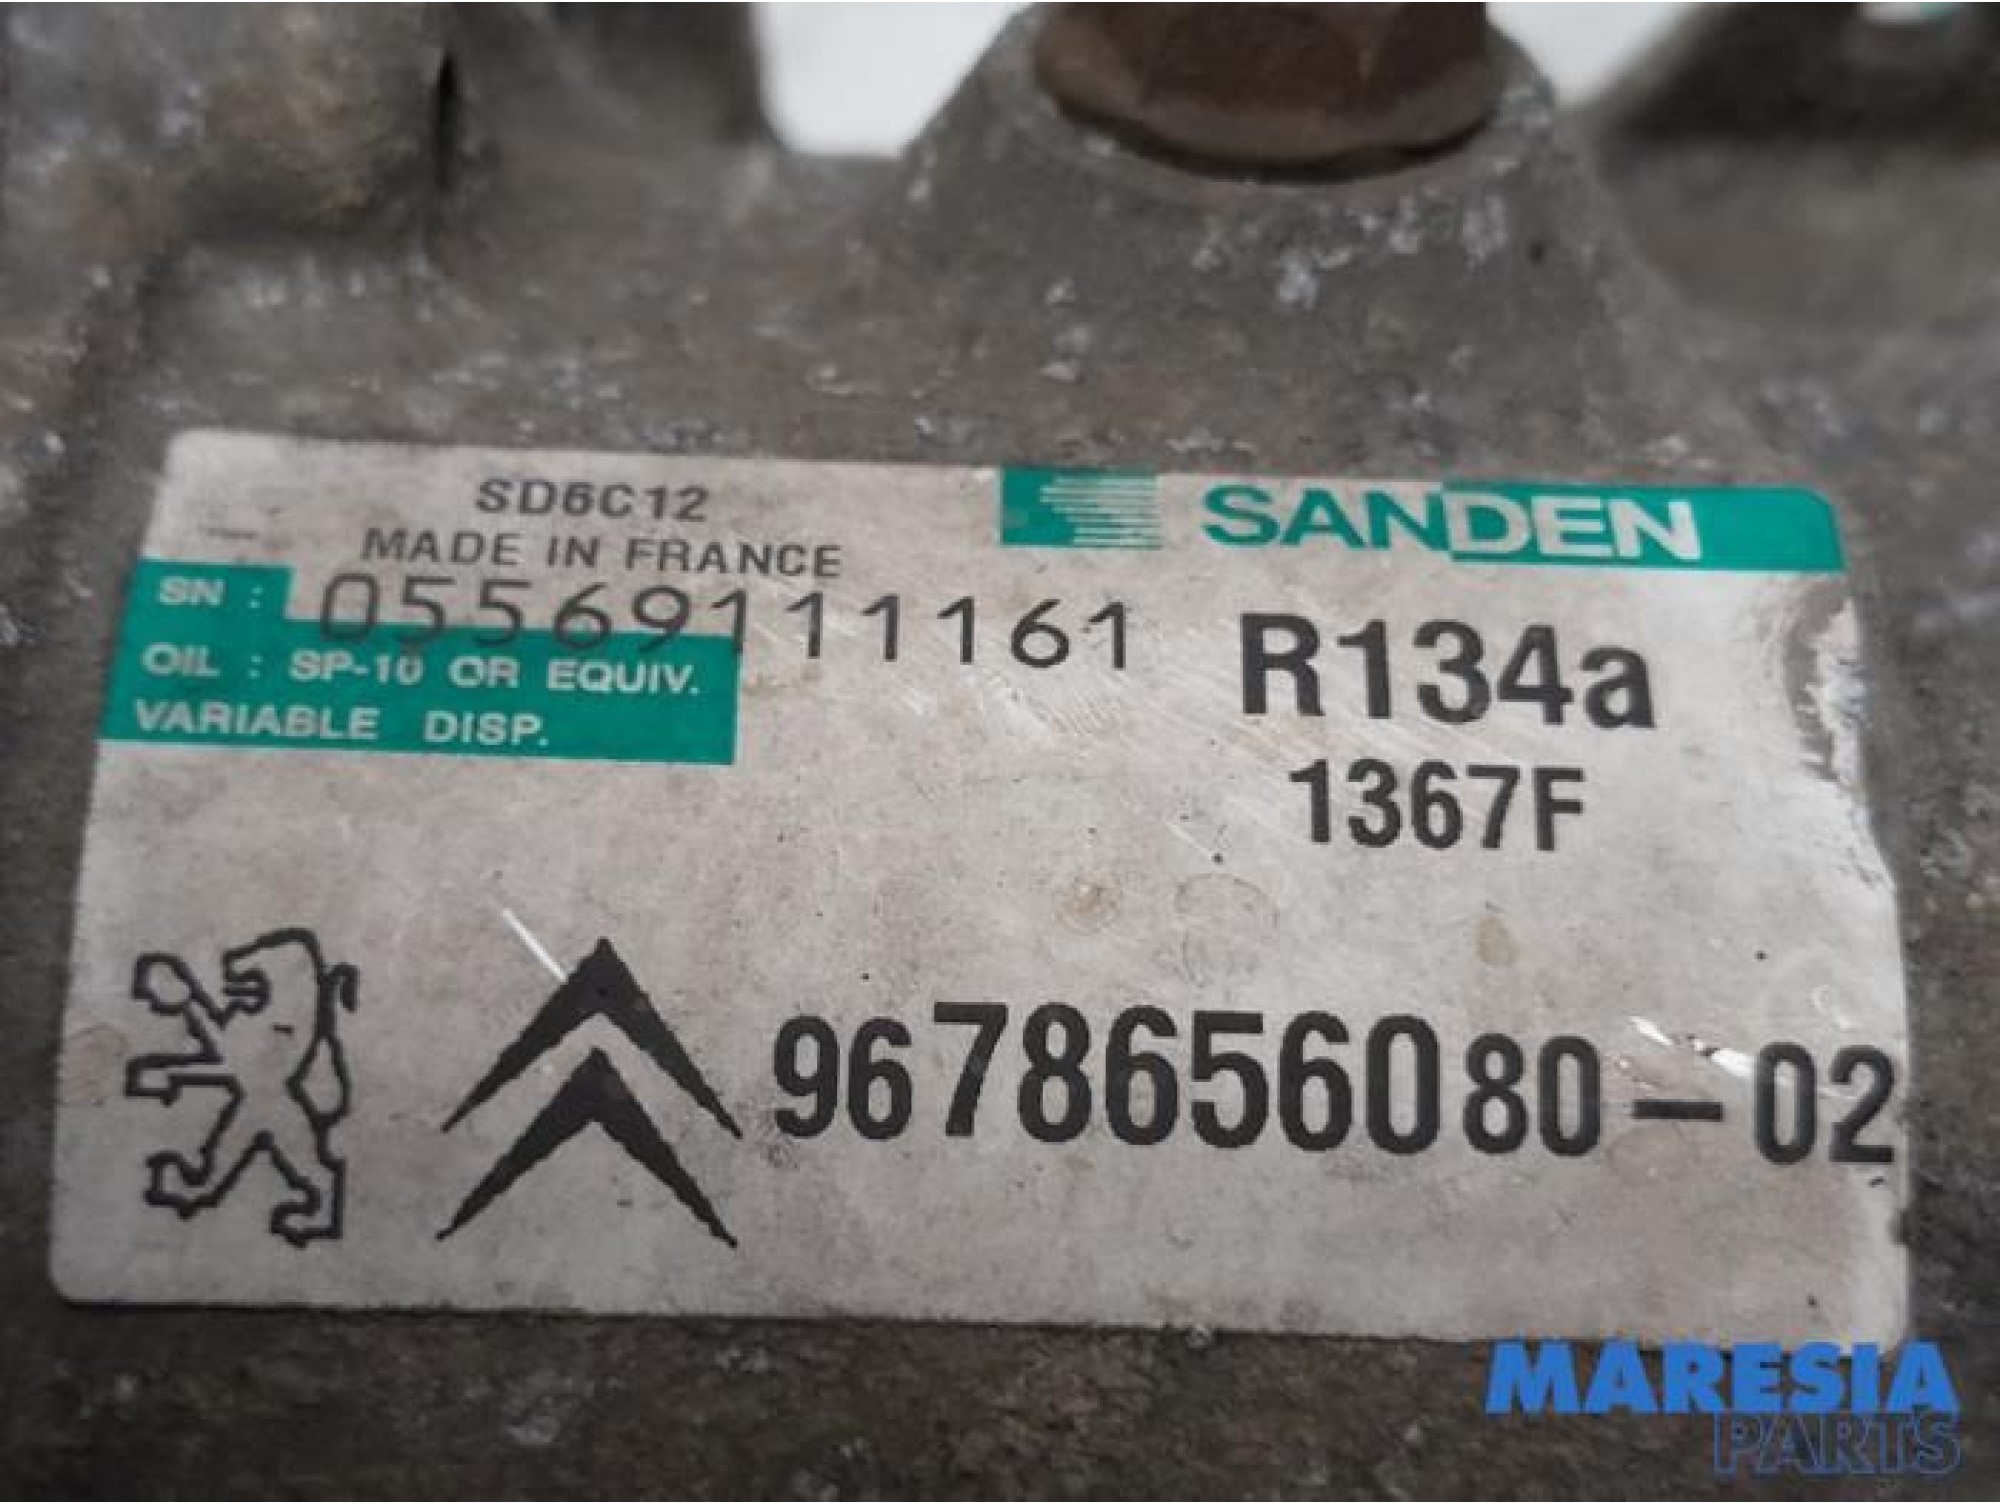 SD6C12
MADE IN FRANCE
SANDEN
SN : 05569111161
OIL : SP-10 OR EQUIV.
VARIABLE DISP.
R134a
1367F
9678656080-02
MARESIA
PARTS